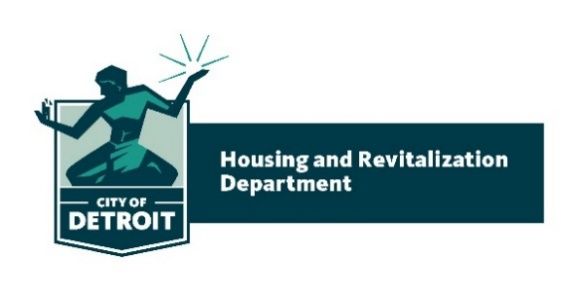 CITY OF
DETROIT
Housing and Revitalization
Department